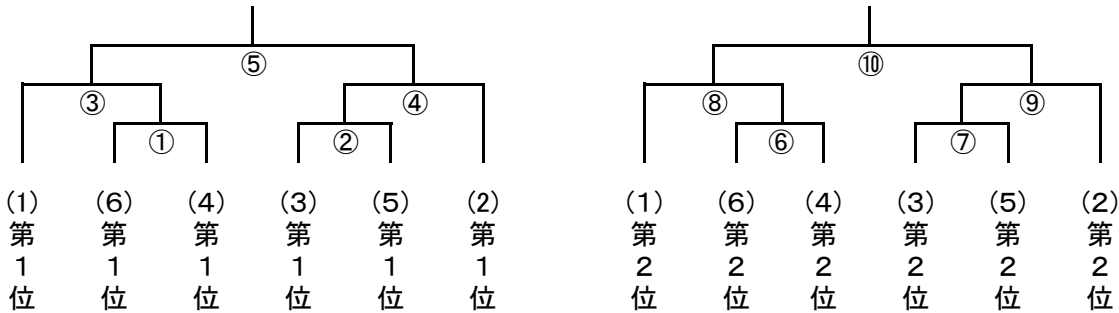 ⑤ ⑩
③ ④ ⑧ ⑨
① ② ⑥ ⑦
(1) (6) (4) (3) (5) (2) (1) (6) (4) (3) (5) (2)
第 第 第 第 第 第 第 第 第 第 第 第
1 1 1 1 1 1 2 2 2 2 2 2
位 位 位 位 位 位 位 位 位 位 位 位